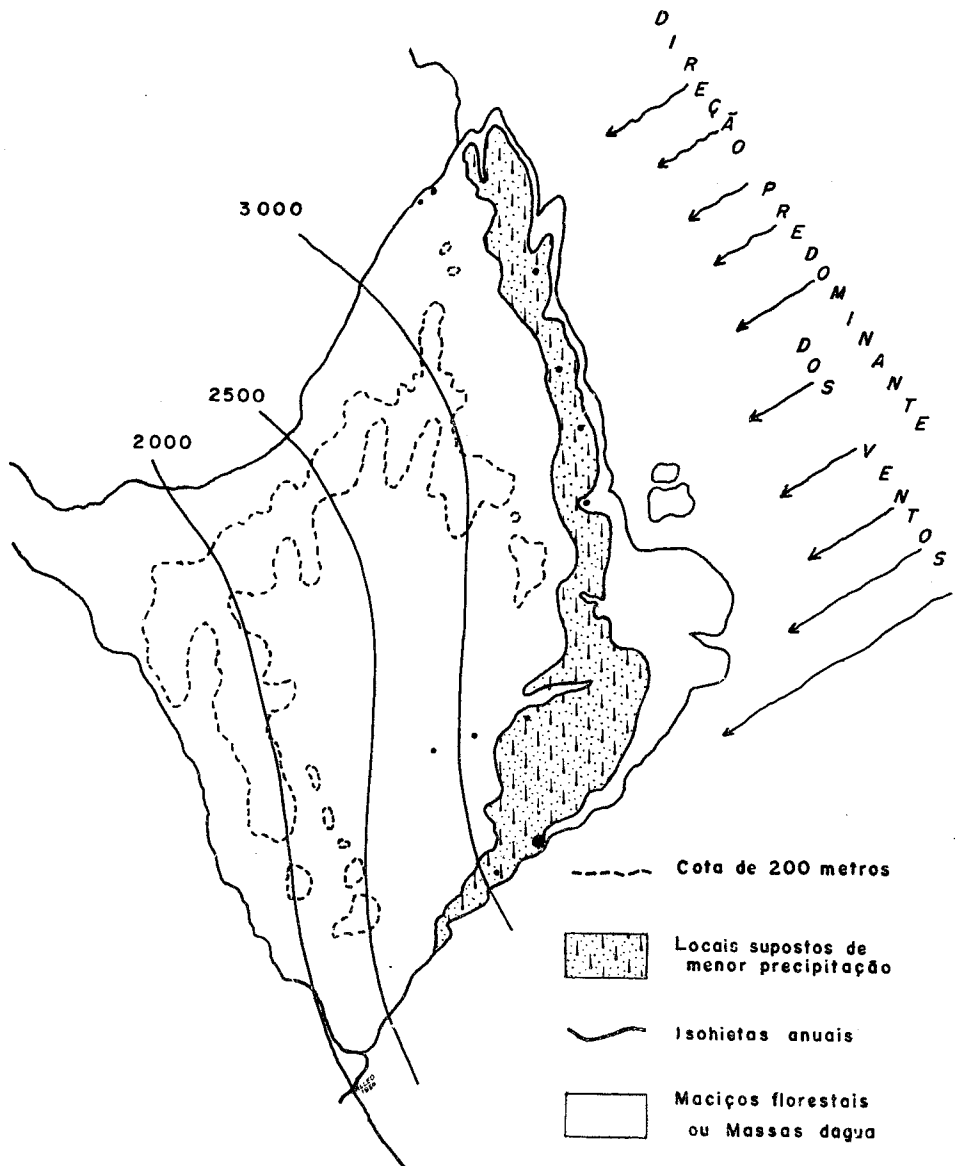 DIREÇÃO PREDOMINANTE
DOS VENTOS
3000
2500
2000
Cota de 200 metros
Locais supostos de
menor precipitação
Isohietas anuais
Maciços florestais
ou Massas dagua